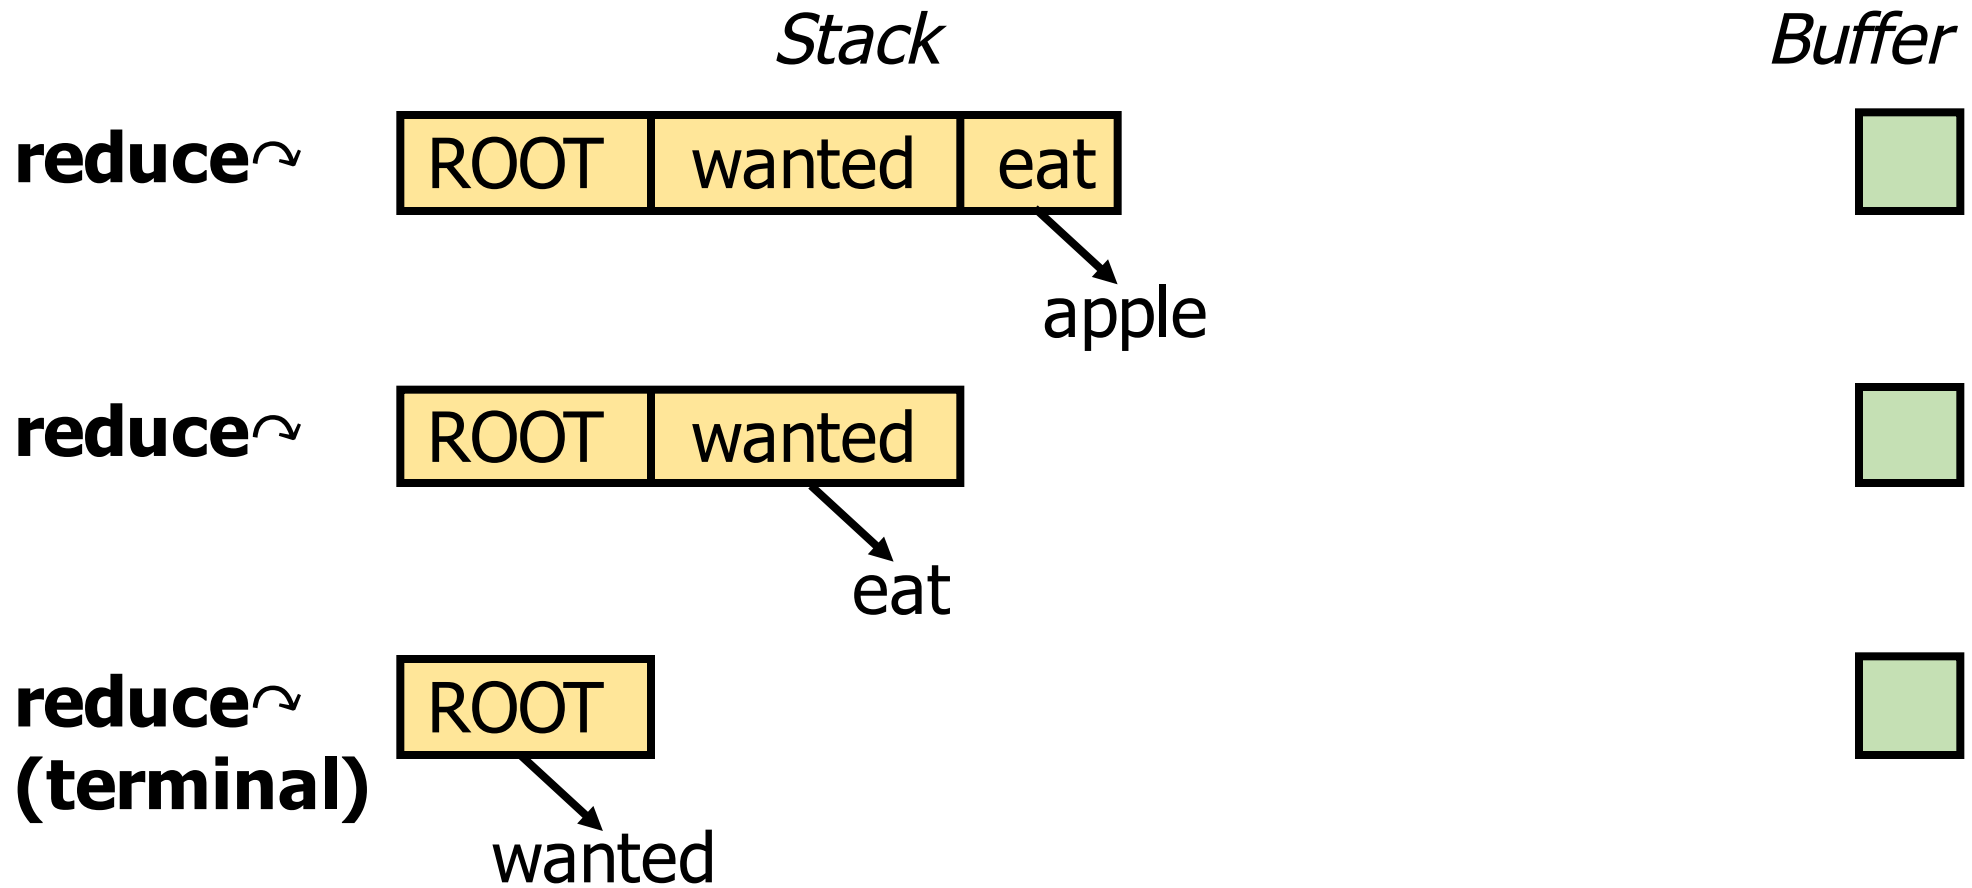 Stack Buffer
reduce⤵ ROOT wanted eat
apple
reduce⤵ ROOT wanted
eat
reduce⤵ ROOT
(terminal)
wanted